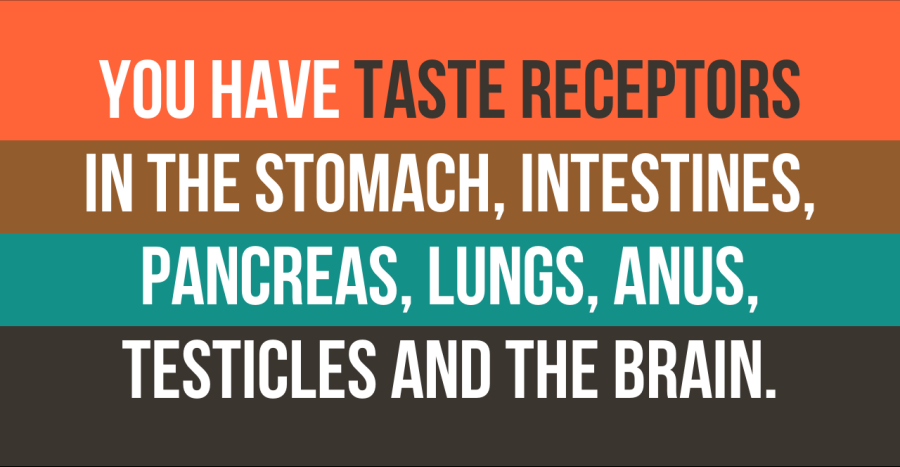 YOU HAVE TASTE RECEPTORS
IN THE STOMACH, INTESTINES,
PANCREAS, LUNGS, ANUS,
TESTICLES AND THE BRAIN.